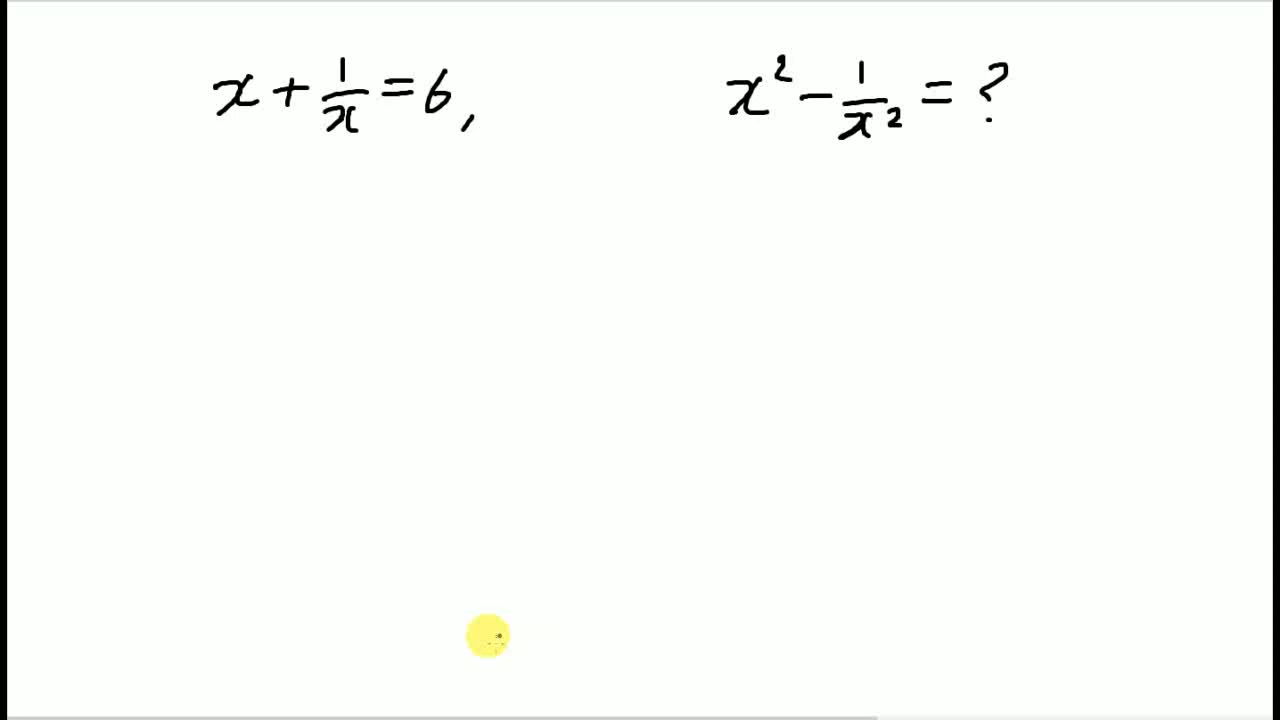 x + 1/x = 6, x² - 1/x² = ?